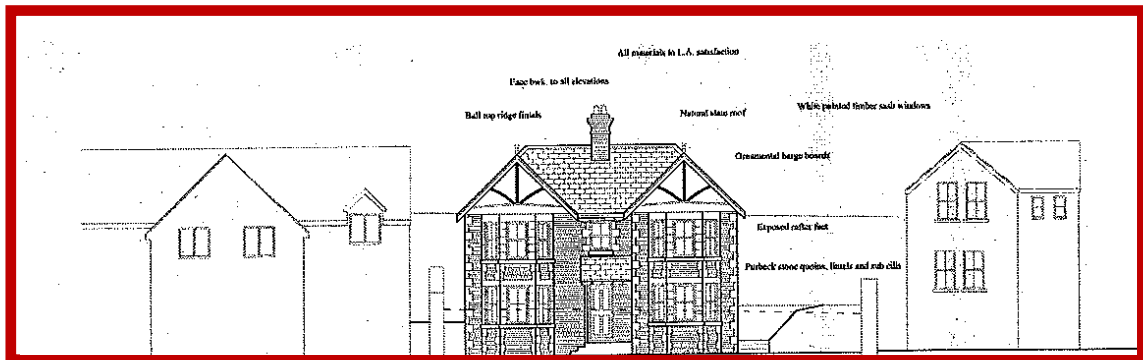 All materials to L.A. satisfaction
Face bwk. to all elevations
Ball top ridge finials
Natural slate roof
White painted timber sash windows
Ornamental barge boards
Exposed rafter feet
Purbeck stone quoins, lintels and sub cills